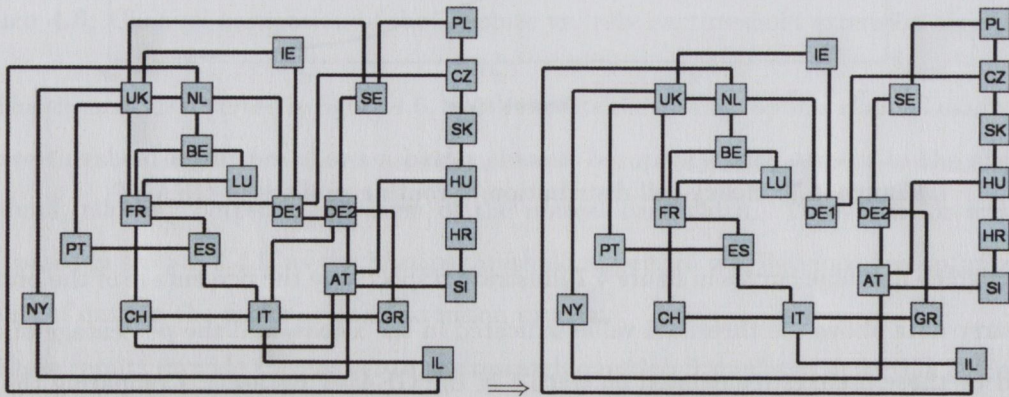 PL PL
IE IE
CZ CZ
UK NL SE UK NL SE
SK SK
BE BE
LU HU LU HU
FR DE1 DE2 FR DE1 DE2
HR HR
PT ES PT ES
AT SI AT SI
NY CH IT GR NY CH IT GR
IL IL
⟹